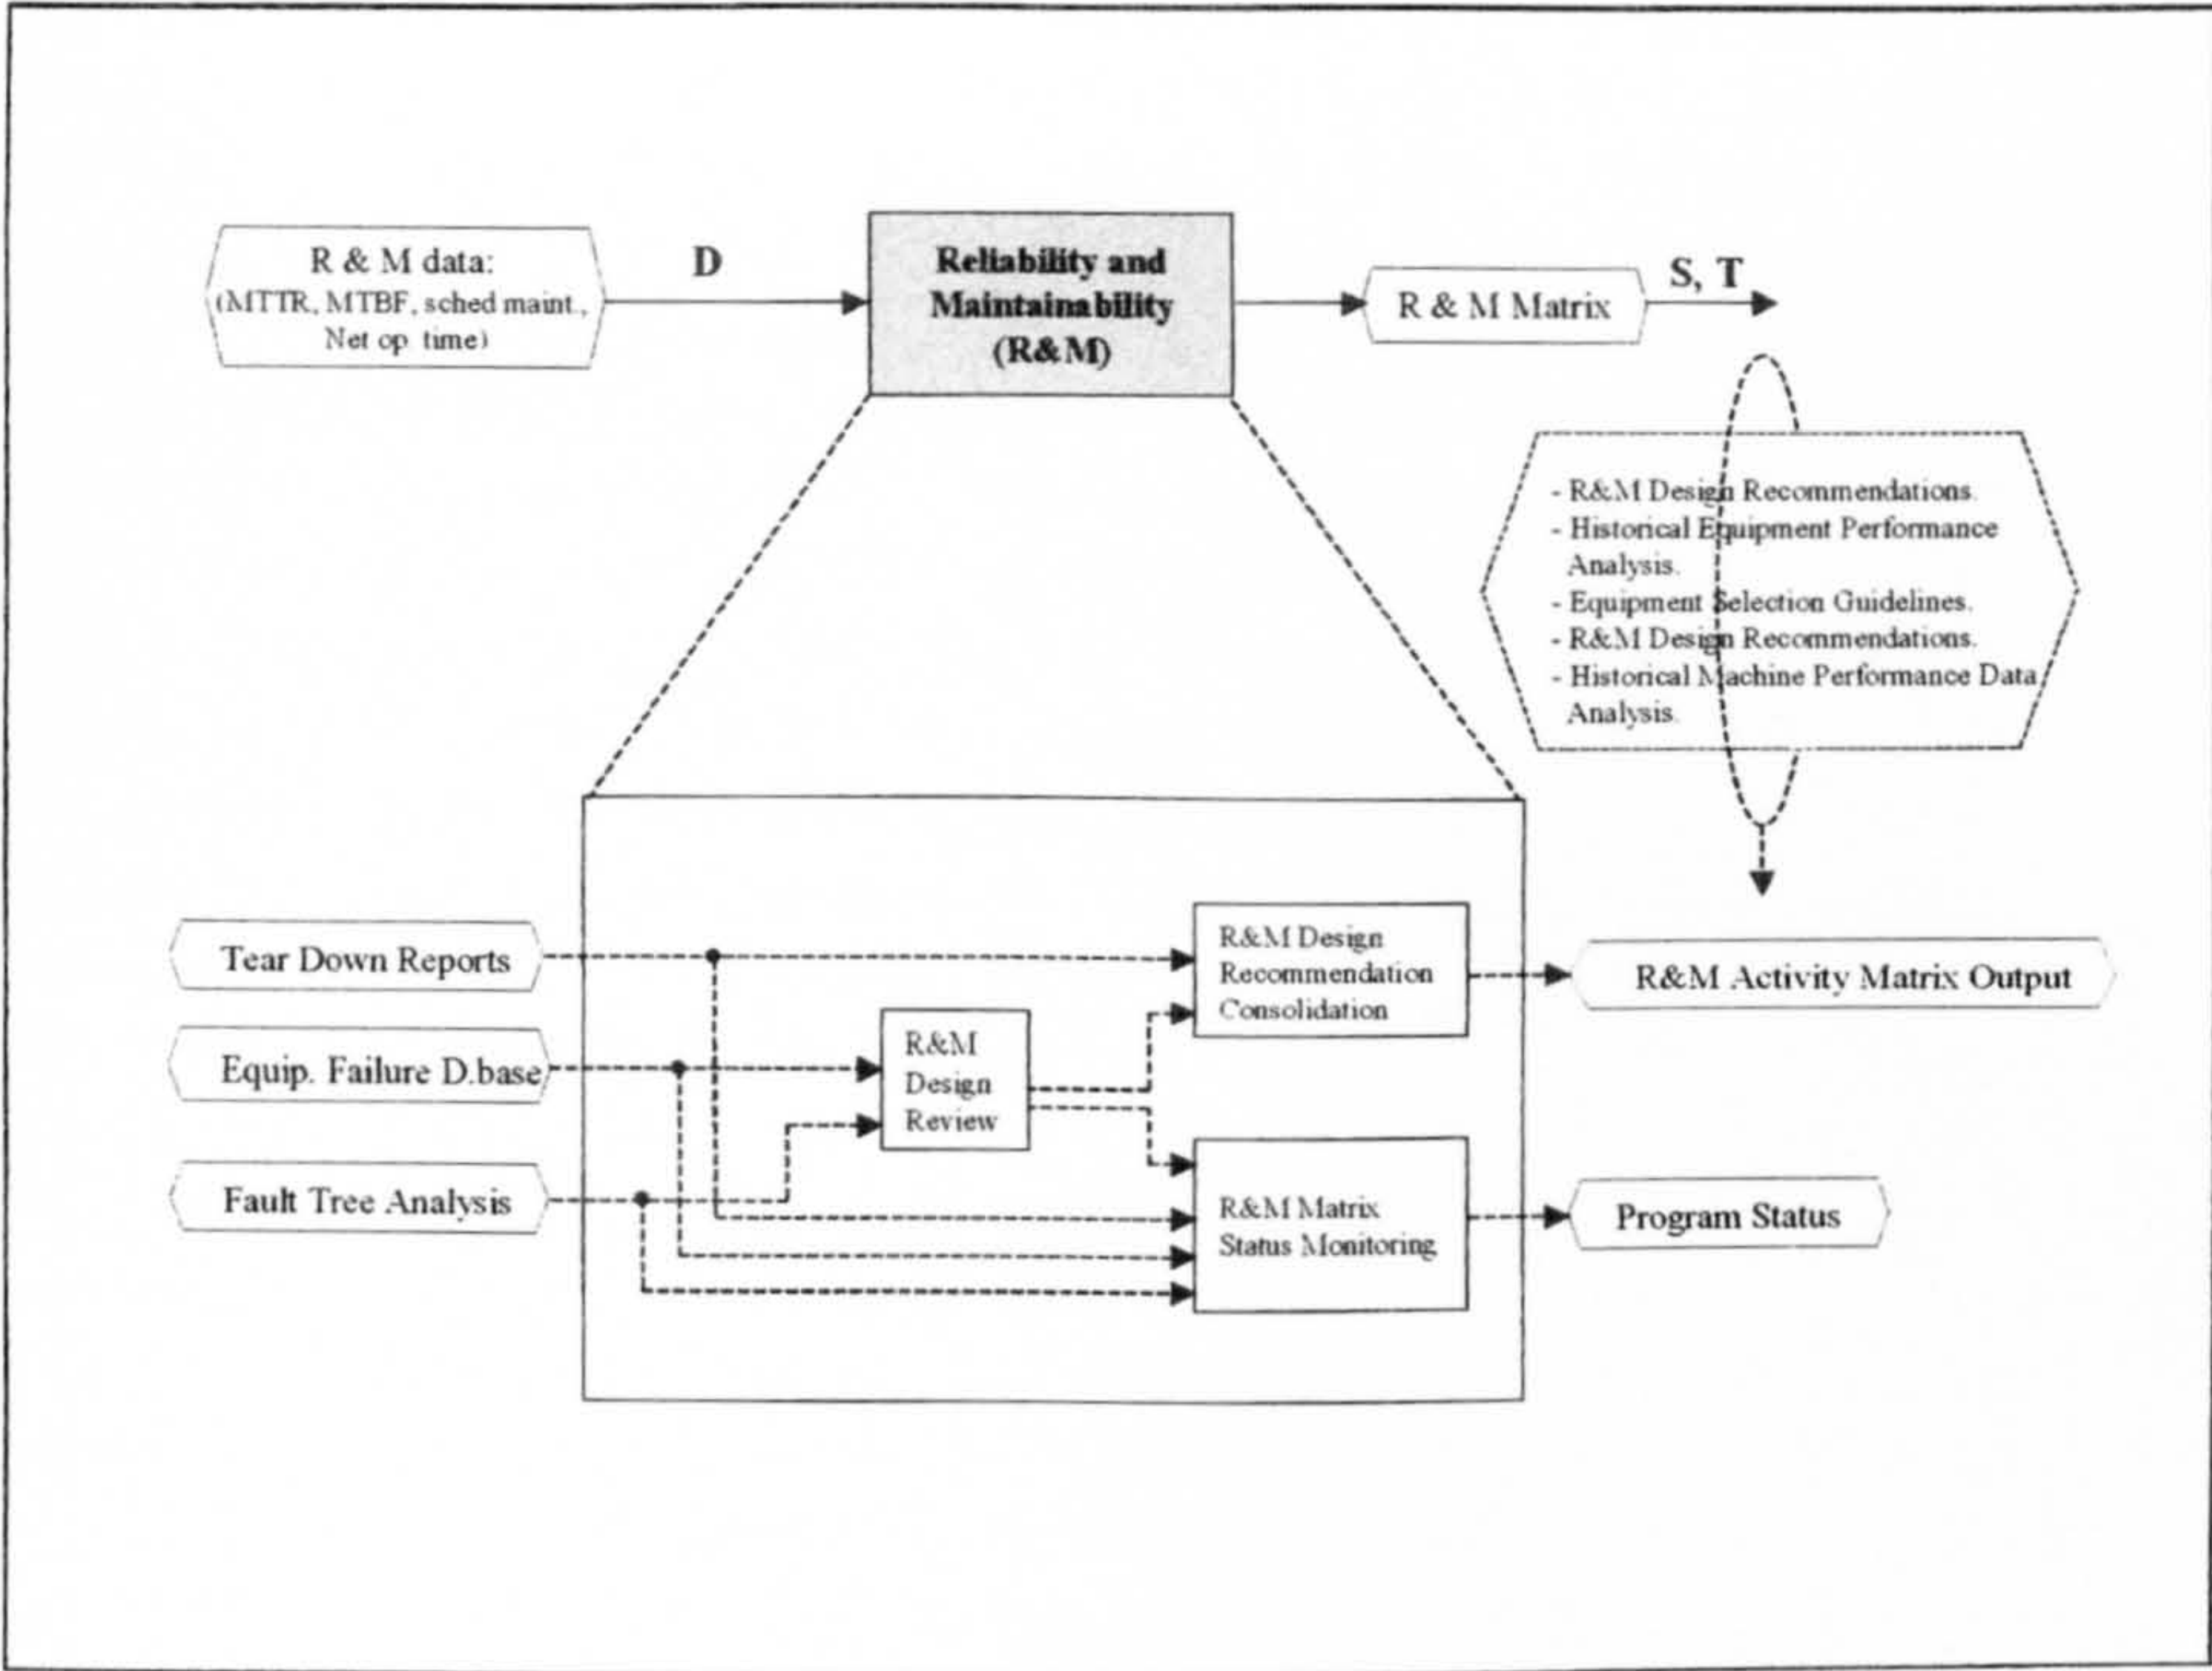 R & M data:
(MTTR, MTBF, sched maint.,
Net op time)
D
Reliability and
Maintainability
(R&M)
R & M Matrix
S, T
- R&M Design Recommendations.
- Historical Equipment Performance
Analysis.
- Equipment Selection Guidelines.
- R&M Design Recommendations.
- Historical Machine Performance Data
Analysis.
Tear Down Reports
Equip. Failure D.base
Fault Tree Analysis
R&M
Design
Review
R&M Design
Recommendation
Consolidation
R&M Matrix
Status Monitoring
R&M Activity Matrix Output
Program Status